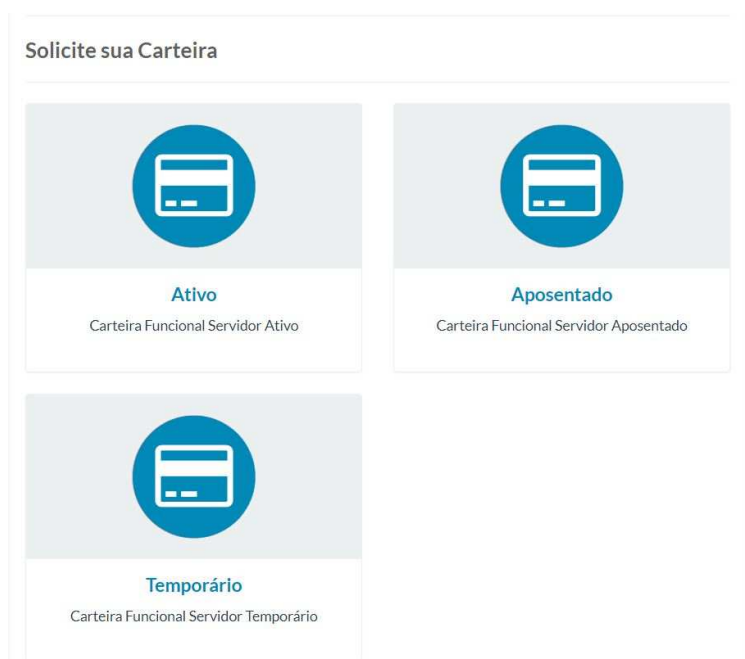 Solicite sua Carteira
Ativo
Carteira Funcional Servidor Ativo
Aposentado
Carteira Funcional Servidor Aposentado
Temporário
Carteira Funcional Servidor Temporário